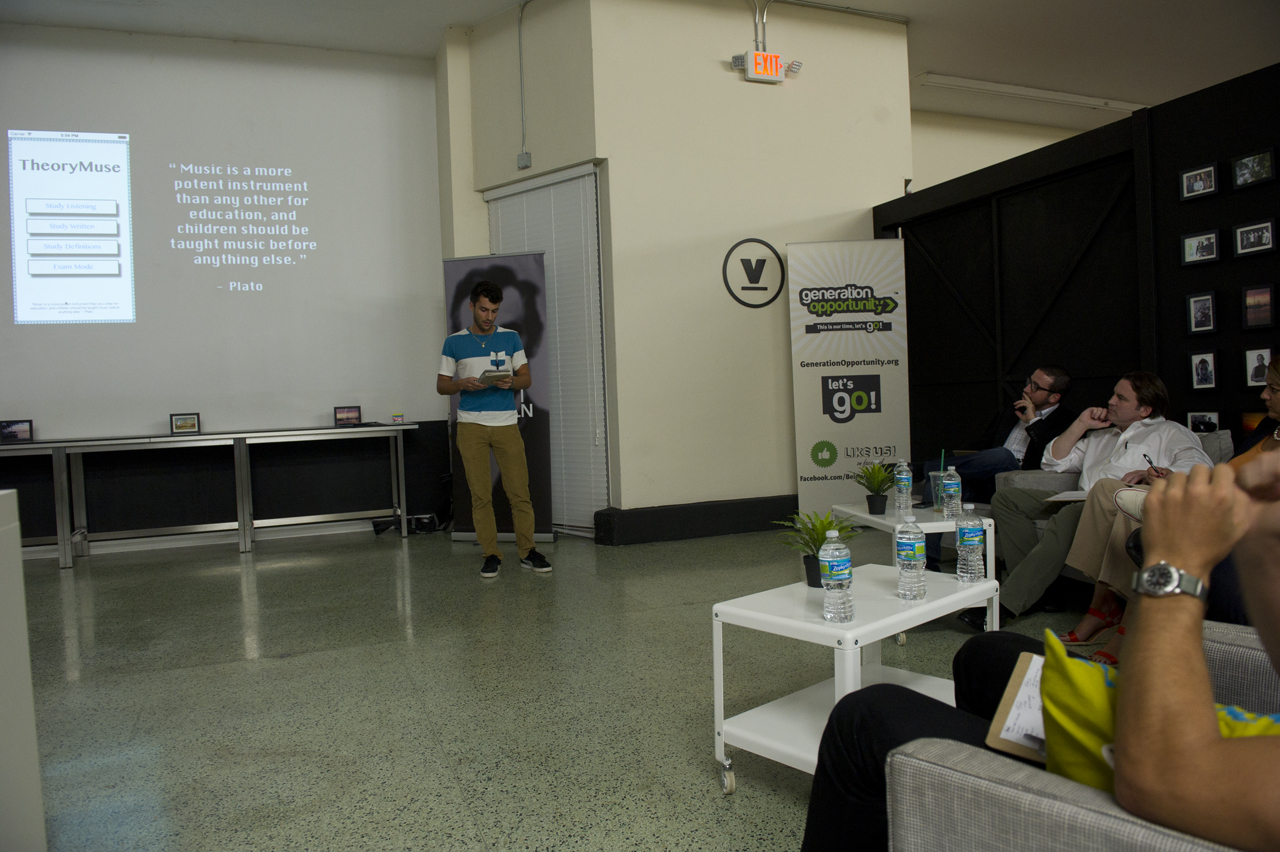 TheoryMuse
Study Listening
Study Written
Study Definitions
Exam Mode
“ Music is a more
potent instrument
than any other for
education, and
children should be
taught music before
anything else. ”
- Plato
EXIT
V
generation
opportunity
This is our time, let's go!
GenerationOpportunity.org
let's
go!
LIKE US!
Facebook.com/Be
LN